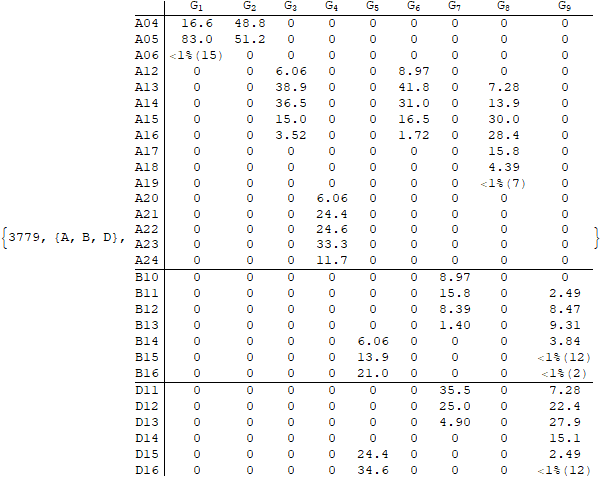 G₁ G₂ G₃ G₄ G₅ G₆ G₇ G₈ G₉
A04 16.6 48.8 0 0 0 0 0 0 0
A05 83.0 51.2 0 0 0 0 0 0 0
A06 <1%(15) 0 0 0 0 0 0 0 0
A12 0 0 6.06 0 0 8.97 0 0 0
A13 0 0 38.9 0 0 41.8 0 7.28 0
A14 0 0 36.5 0 0 31.0 0 13.9 0
A15 0 0 15.0 0 0 16.5 0 30.0 0
A16 0 0 3.52 0 0 1.72 0 28.4 0
A17 0 0 0 0 0 0 0 15.8 0
A18 0 0 0 0 0 0 0 4.39 0
A19 0 0 0 0 0 0 0 <1%(7) 0
A20 0 0 0 6.06 0 0 0 0 0
A21 0 0 0 24.4 0 0 0 0 0
A22 0 0 0 24.6 0 0 0 0 0
{3779, {A, B, D}, A23 0 0 0 33.3 0 0 0 0 0 }
A24 0 0 0 11.7 0 0 0 0 0
B10 0 0 0 0 0 0 8.97 0 0
B11 0 0 0 0 0 0 15.8 0 2.49
B12 0 0 0 0 0 0 8.39 0 8.47
B13 0 0 0 0 0 0 1.40 0 9.31
B14 0 0 0 0 6.06 0 0 0 3.84
B15 0 0 0 0 13.9 0 0 0 <1%(12)
B16 0 0 0 0 21.0 0 0 0 <1%(2)
D11 0 0 0 0 0 0 35.5 0 7.28
D12 0 0 0 0 0 0 25.0 0 22.4
D13 0 0 0 0 0 0 4.90 0 27.9
D14 0 0 0 0 0 0 0 0 15.1
D15 0 0 0 0 24.4 0 0 0 2.49
D16 0 0 0 0 34.6 0 0 0 <1%(12)